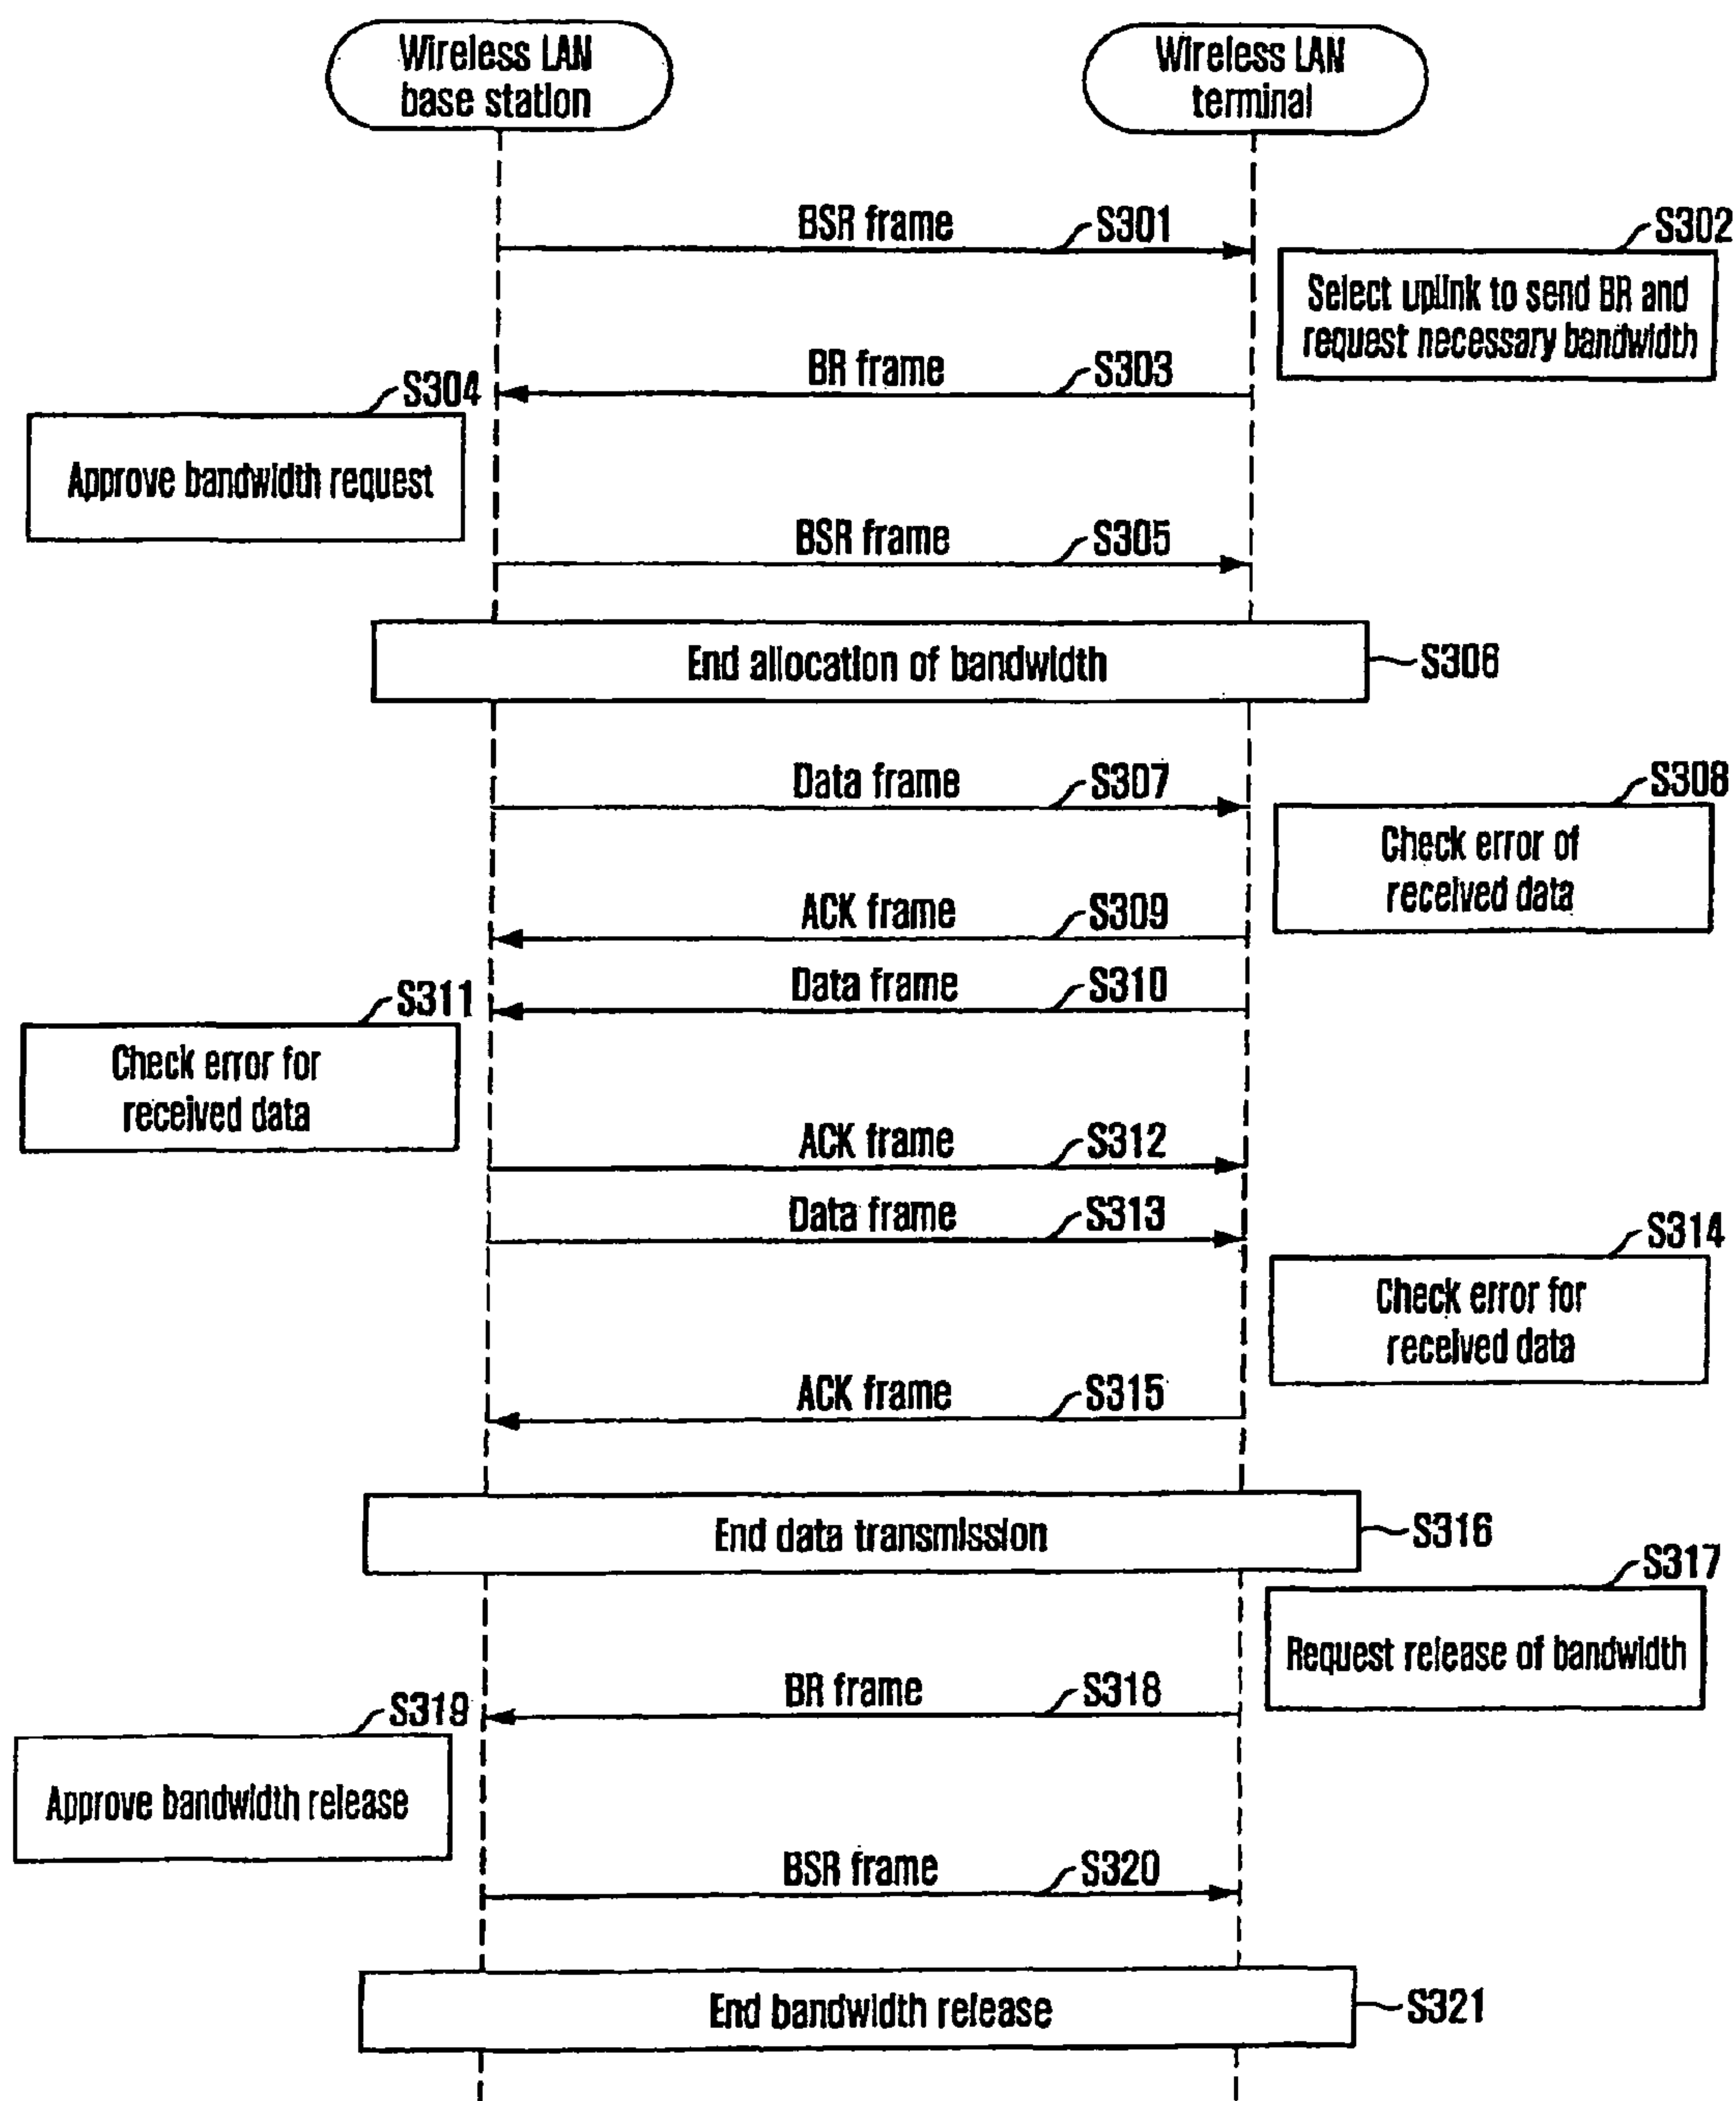 Wireless LAN
base station
Wireless LAN
terminal
BSR frame
S301
S302
Select uplink to send BR and
request necessary bandwidth
BR frame
S303
S304
Approve bandwidth request
BSR frame
S305
End allocation of bandwidth
S306
Data frame
S307
S308
Check error of
received data
ACK frame
S309
Data frame
S310
S311
Check error for
received data
ACK frame
S312
Data frame
S313
S314
Check error for
received data
ACK frame
S315
End data transmission
S316
S317
Request release of bandwidth
BR frame
S318
S319
Approve bandwidth release
BSR frame
S320
End bandwidth release
S321